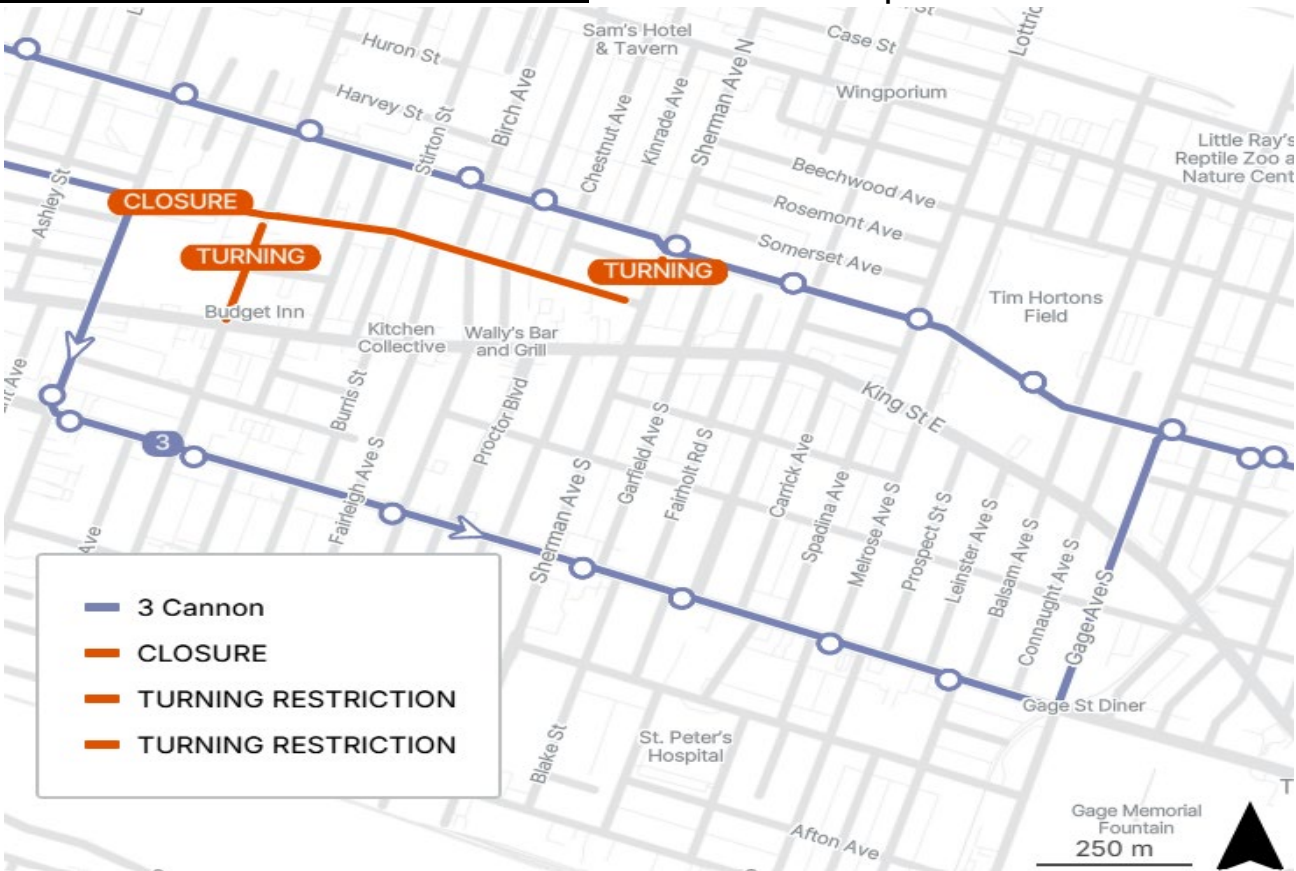 Sam's Hotel
& Tavern
Huron St
Case St
Lottri
Harvey St
Stirton St
Birch Ave
Chestnut Ave
Kinrade Ave
Sherman Ave N
Wingporium
Little Ray's
Reptile Zoo a
Nature Cent
Beechwood Ave
Rosemont Ave
Somerset Ave
Ashley St
CLOSURE
TURNING
TURNING
Budget Inn
Kitchen
Collective
Wally's Bar
and Grill
Tim Hortons
Field
King St E
nt Ave
3
Burris St
Fairleigh Ave S
Proctor Blvd
Sherman Ave S
Garfield Ave S
Fairholt Rd S
Carrick Ave
Spadina Ave
Melrose Ave S
Prospect St S
Leinster Ave S
Balsam Ave S
Connaught Ave S
Gage Ave S
Ave
3 Cannon
CLOSURE
TURNING RESTRICTION
TURNING RESTRICTION
Gage St Diner
Blake St
St. Peter's
Hospital
Afton Ave
Gage Memorial
Fountain
250 m